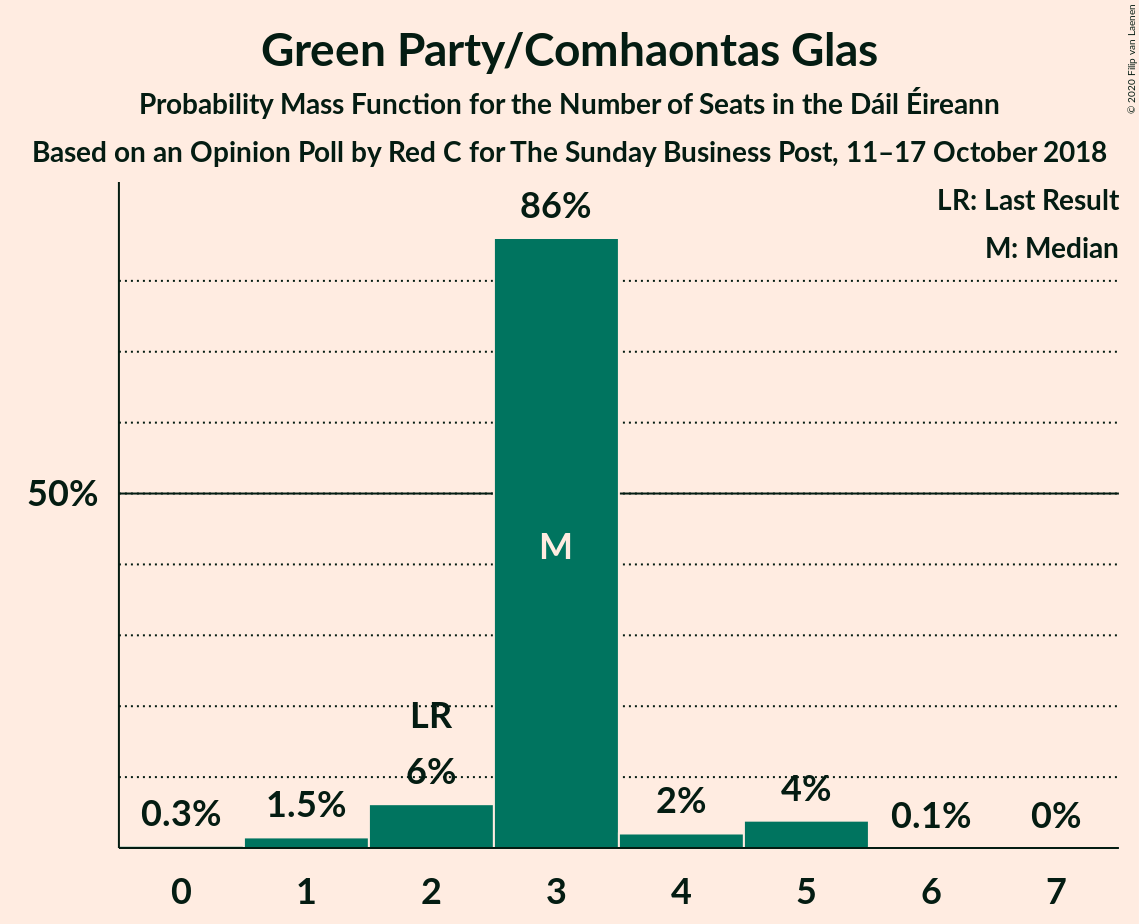 Green Party/Comhaontas Glas
Probability Mass Function for the Number of Seats in the Dáil Éireann
Based on an Opinion Poll by Red C for The Sunday Business Post, 11–17 October 2018
© 2020 Filip van Laenen
LR: Last Result
M: Median
86%
50%
M
LR
0.3%
1.5%
6%
2%
4%
0.1%
0%
0 1 2 3 4 5 6 7